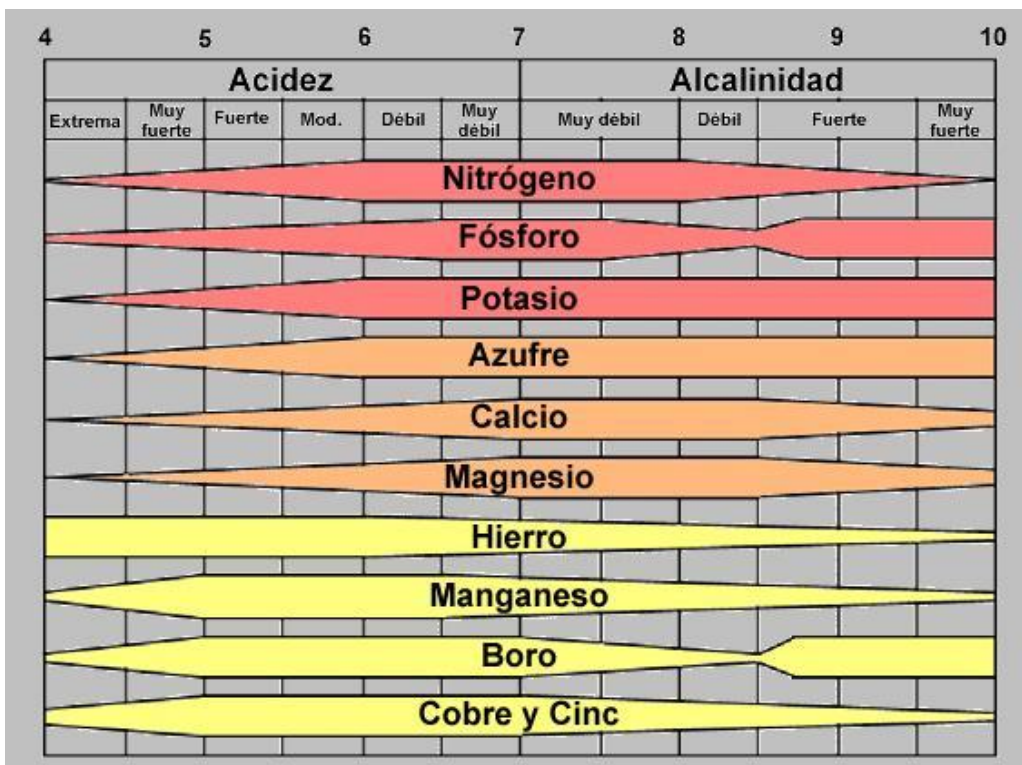 4 5 6 7 8 9 10
Acidez Alcalinidad
Extrema Muy fuerte Fuerte Mod. Débil Muy débil Muy débil Débil Fuerte Muy fuerte
Nitrógeno
Fósforo
Potasio
Azufre
Calcio
Magnesio
Hierro
Manganeso
Boro
Cobre y Cinc